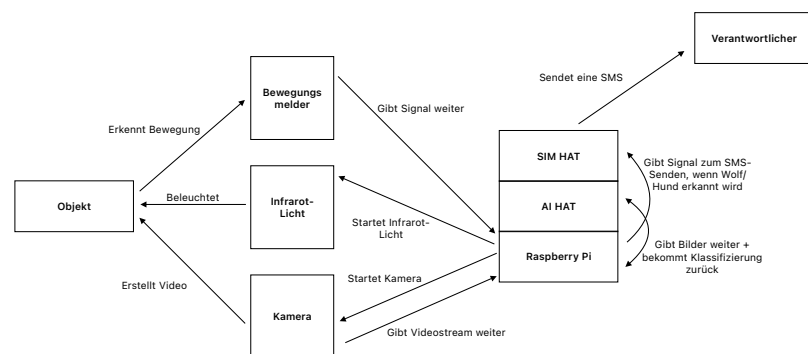 Verantwortlicher
Sendet eine SMS
Bewegungs
melder
Gibt Signal weiter
Erkennt Bewegung
SIM HAT
Gibt Signal zum SMS-
Senden, wenn Wolf/
Hund erkannt wird
Objekt
Beleuchtet
Infrarot-
Licht
AI HAT
Startet Infrarot-
Licht
Raspberry Pi
Gibt Bilder weiter +
bekommt Klassifizierung
zurück
Erstellt Video
Startet Kamera
Kamera
Gibt Videostream weiter